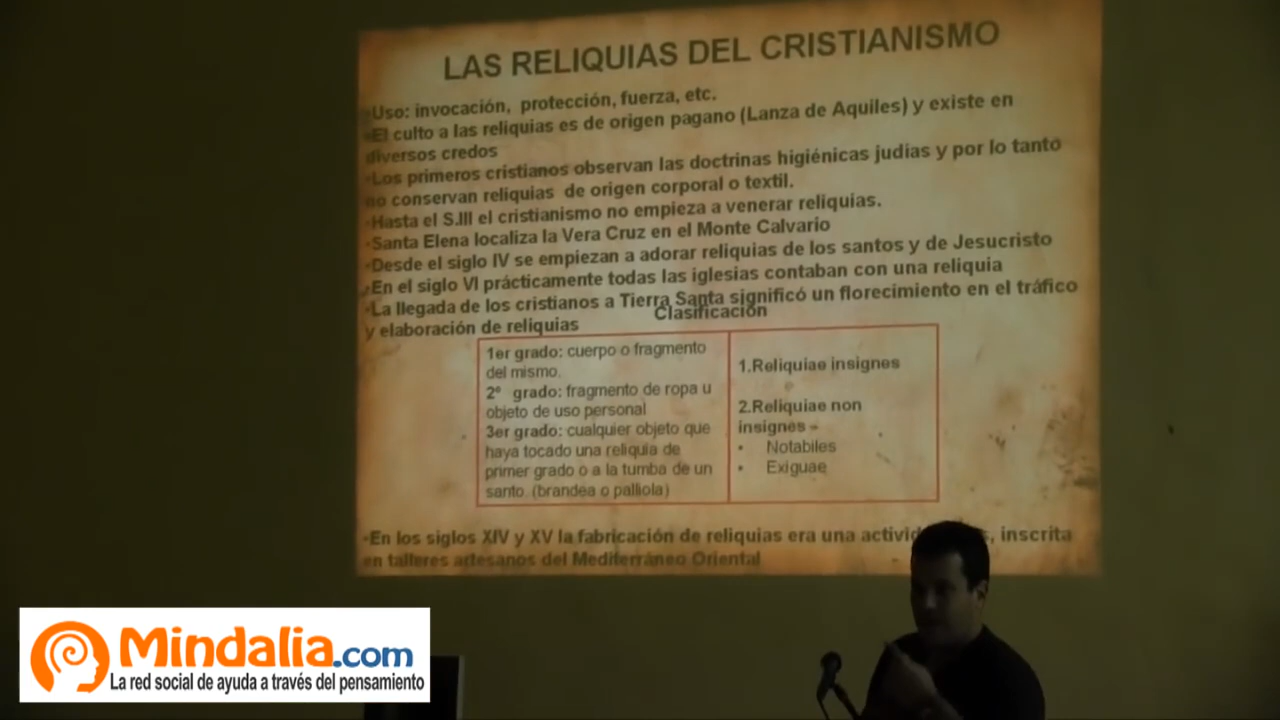 LAS RELIQUIAS DEL CRISTIANISMO
•Uso: invocación, protección, fuerza, etc.
•El culto a las reliquias es de origen pagano (Lanza de Aquiles) y existe en
diversos credos
•Los primeros cristianos observan las doctrinas higiénicas judias y por lo tanto
no conservan reliquias de origen corporal o textil.
•Hasta el S.III el cristianismo no empieza a venerar reliquias.
•Santa Elena localiza la Vera Cruz en el Monte Calvario
•Desde el siglo IV se empiezan a adorar reliquias de los santos y de Jesucristo
•En el siglo VI prácticamente todas las iglesias contaban con una reliquia
•La llegada de los cristianos a Tierra Santa significó un florecimiento en el tráfico
y elaboración de reliquias
Clasificación
1er grado: cuerpo o fragmento
del mismo.
2º grado: fragmento de ropa u
objeto de uso personal
3er grado: cualquier objeto que
haya tocado una reliquia de
primer grado o a la tumba de un
santo. (brandea o palliola)
1.Reliquiae insignes
2.Reliquiae non
insignes –
• Notabiles
• Exiguae
•En los siglos XIV y XV la fabricación de reliquias era una inscrita
en talleres artesanos del Mediterráneo Oriental
Mindalia.com
La red social de ayuda a través del pensamiento